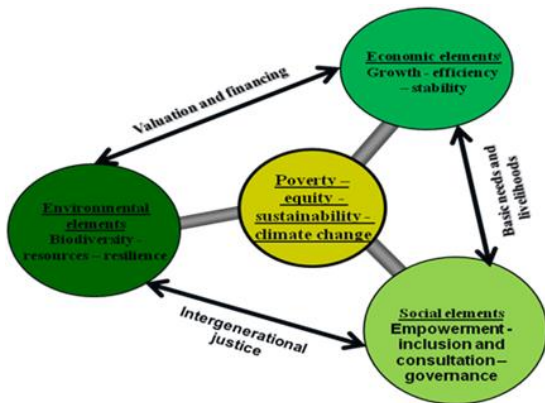 Economic elements
Growth - efficiency
– stability
Valuation and financing
Basic needs and
livelihoods
Poverty –
equity -
sustainability -
climate change
Environmental
elements
Biodiversity -
resources – resilience
Intergenerational
justice
Social elements
Empowerment -
inclusion and
consultation –
governance